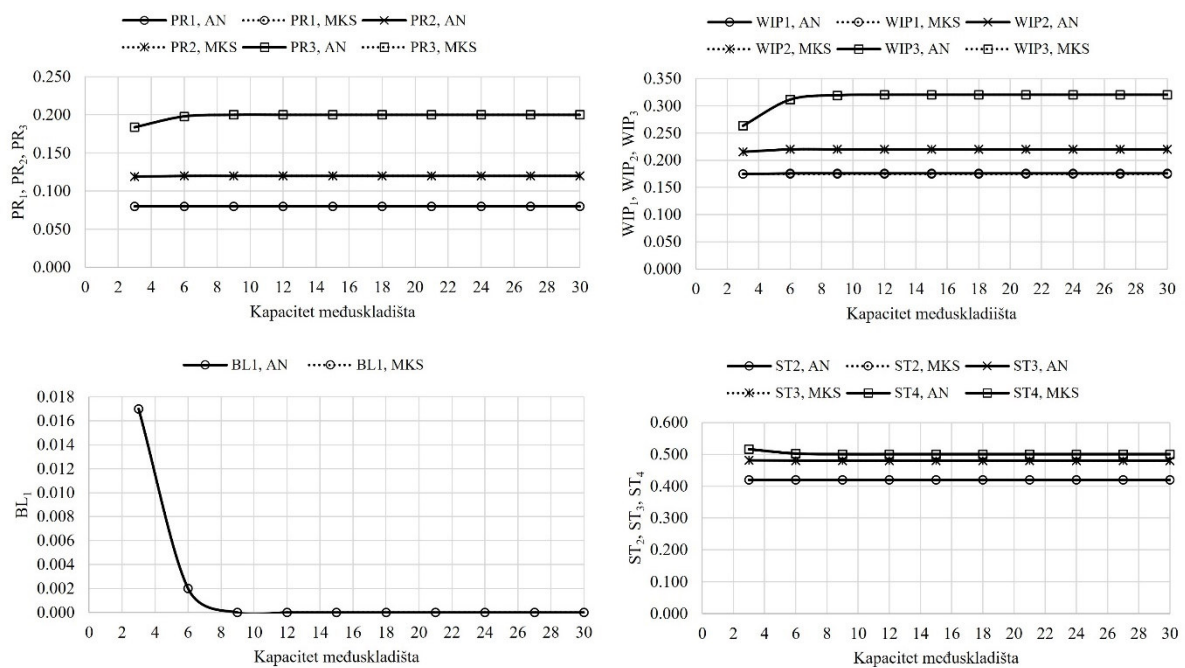 PR1, AN PR1, MKS PR2, AN
PR2, MKS PR3, AN PR3, MKS
0.250
0.200
0.150
0.100
0.050
0.000
PR₁, PR₂, PR₃
0 2 4 6 8 10 12 14 16 18 20 22 24 26 28 30
Kapacitet međuskladišta
WIP1, AN WIP1, MKS WIP2, AN
WIP2, MKS WIP3, AN WIP3, MKS
0.350
0.300
0.250
0.200
0.150
0.100
0.050
0.000
WIP₁, WIP₂, WIP₃
0 2 4 6 8 10 12 14 16 18 20 22 24 26 28 30
Kapacitet međuskladiišta
BL1, AN BL1, MKS
0.018
0.016
0.014
0.012
0.010
0.008
0.006
0.004
0.002
0.000
BL₁
0 2 4 6 8 10 12 14 16 18 20 22 24 26 28 30
Kapacitet međuskladišta
ST2, AN ST2, MKS ST3, AN
ST3, MKS ST4, AN ST4, MKS
0.600
0.500
0.400
0.300
0.200
0.100
0.000
ST₂, ST₃, ST₄
0 2 4 6 8 10 12 14 16 18 20 22 24 26 28 30
Kapacitet međuskladišta